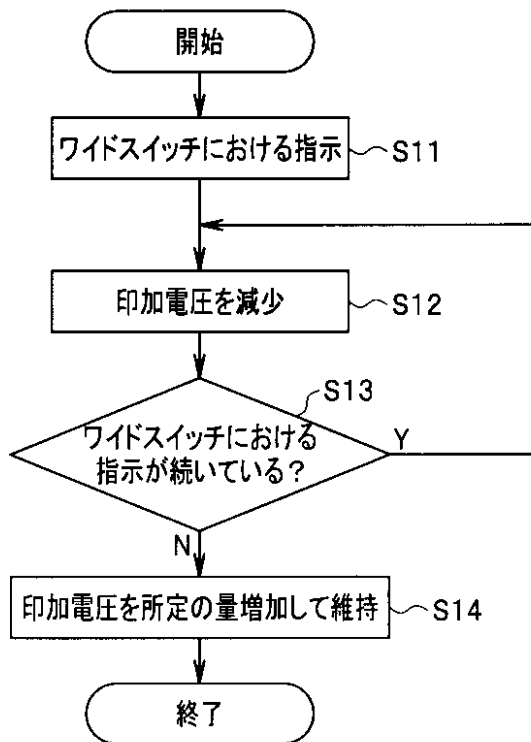 開始
ワイドスイッチにおける指示
S11
印加電圧を減少
S12
S13
ワイドスイッチにおける
指示が続いている?
Y
N
印加電圧を所定の量増加して維持
S14
終了